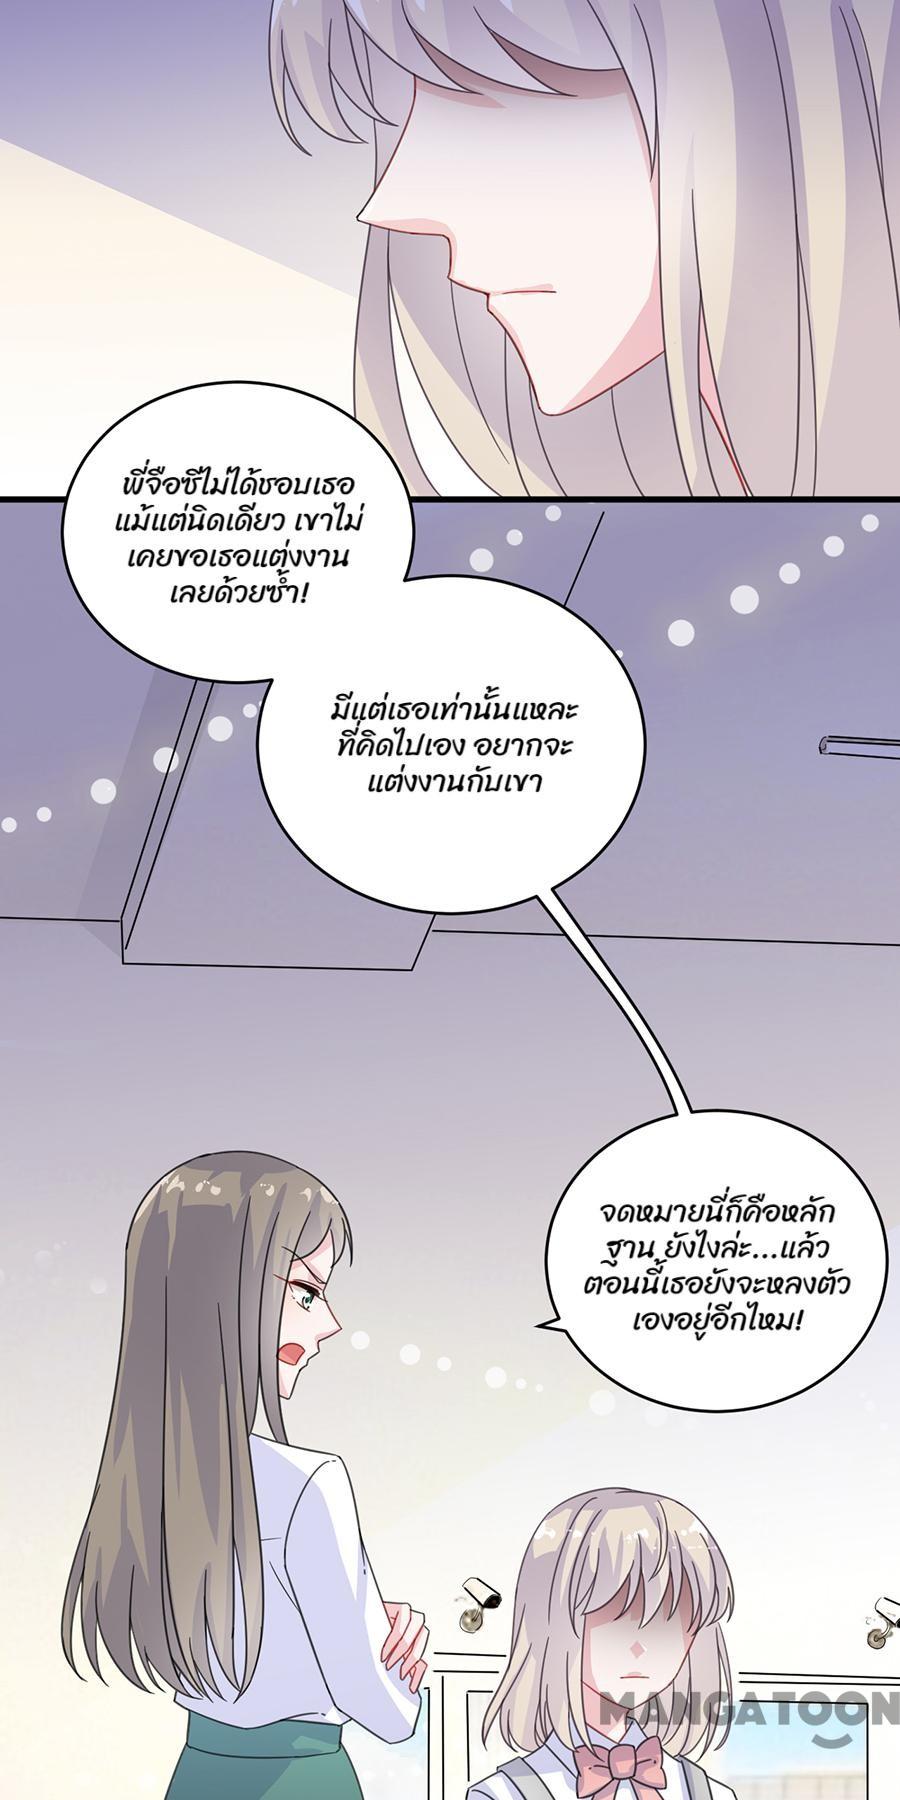 พี่จือซีไม่ได้ชอบเธอ
แม้แต่นิดเดียว เขาไม่
เคยขอเธอแต่งงาน
เลยด้วยซ้ำ!
มีแต่เธอเท่านั้นแหละ
ที่คิดไปเอง อยากจะ
แต่งงานกับเขา
จดหมายนี่ก็คือหลัก
ฐาน ยังไงล่ะ...แล้ว
ตอนนี้เธอยังจะหลงตัว
เองอยู่อีกไหม!
MANGATOON